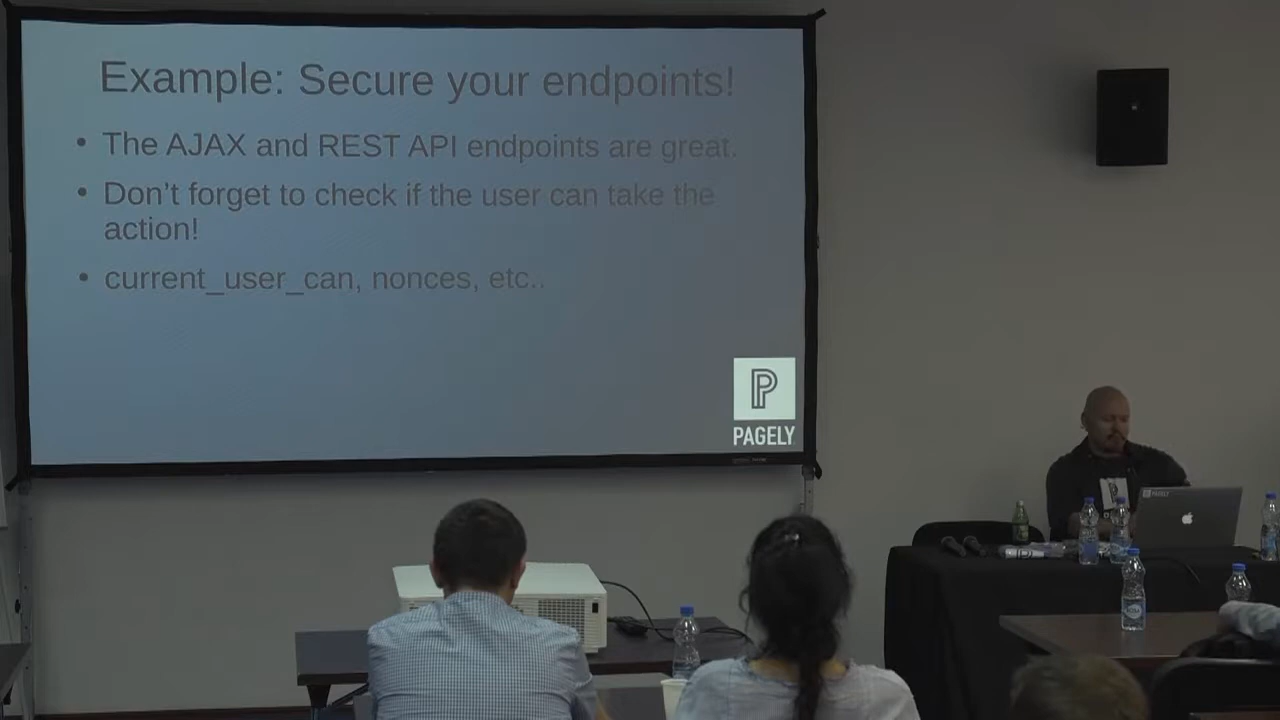 Example: Secure your endpoints!
• The AJAX and REST API endpoints are great.
• Don't forget to check if the user can take the
action!
• current_user_can, nonces, etc..
P
PAGELY
PAGELY